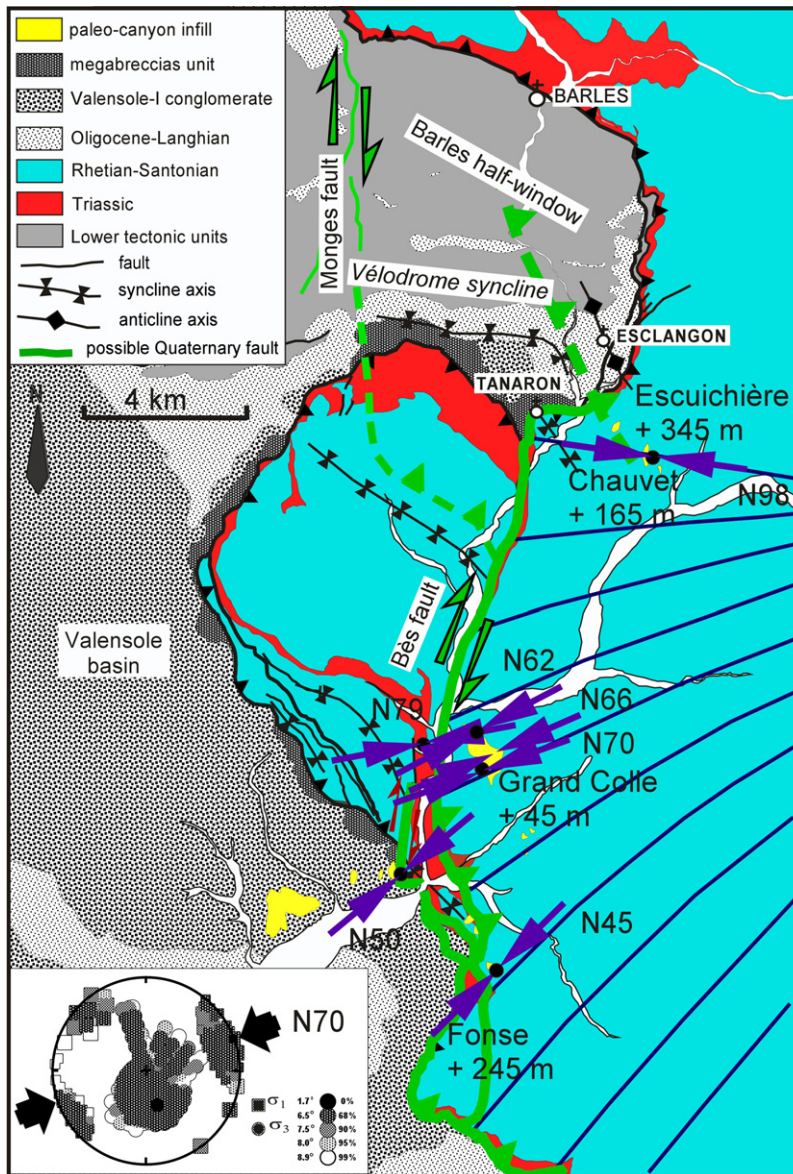 paleo-canyon infill
megabreccias unit
Valensole-I conglomerate
Oligocene-Langhian
Rhetian-Santonian
Triassic
Lower tectonic units
fault
syncline axis
anticline axis
possible Quaternary fault
N
4 km
BARLES
Barles half-window
Monges fault
Vélodrome syncline
ESCLANGON
TANARON
Escuichière
+ 345 m
Chauvet
+ 165 m
N98
Valensole
basin
Bès fault
N62
N66
N79
N70
Grand Colle
+ 45 m
N50
N45
Fonse
+ 245 m
N70
σ1 1.7° 0%
6.5° 68%
σ3 7.5° 90%
8.0° 95%
8.9° 99%